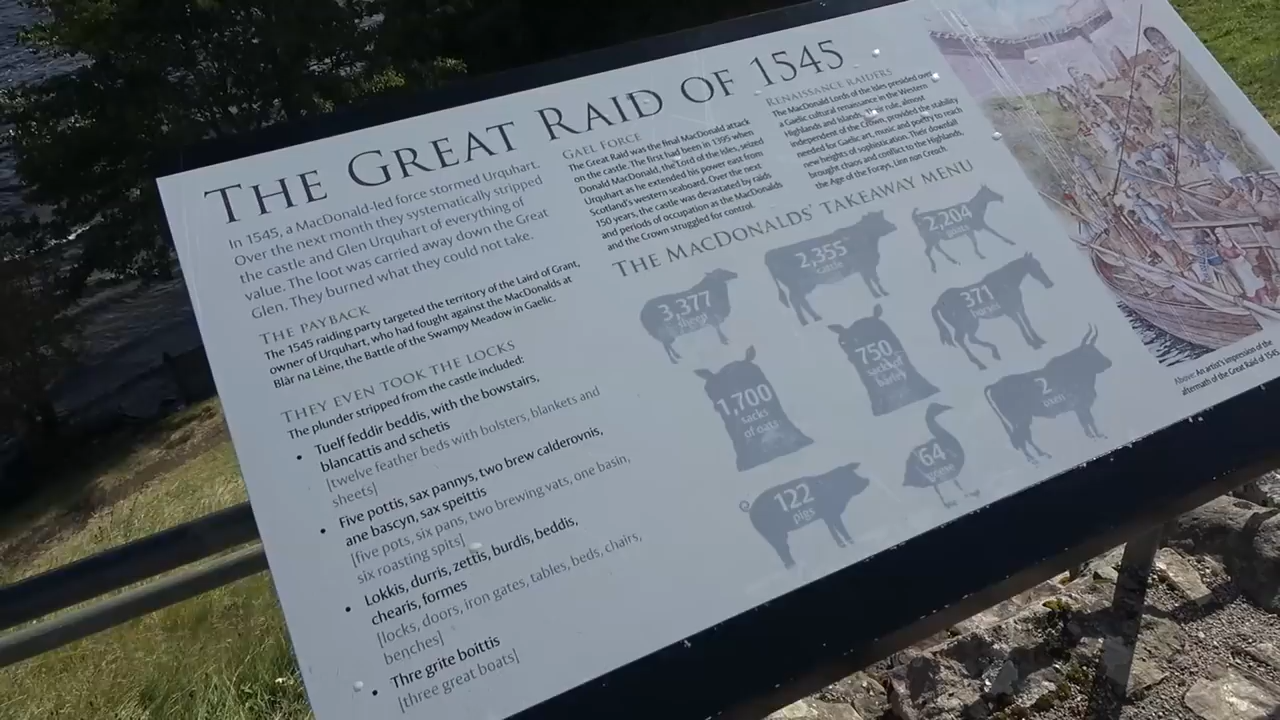 THE GREAT RAID OF 1545
In 1545, a MacDonald-led force stormed Urquhart.
Over the next month they systematically stripped
the castle and Glen Urquhart of everything of
value. The loot was carried away down the Great
Glen. They burned what they could not take.
THE PAYBACK
The 1545 raiding party targeted the territory of the Laird of Grant,
owner of Urquhart, who had fought against the MacDonalds at
Blàr na Lèine, the Battle of the Swampy Meadow in Gaelic.
THEY EVEN TOOK THE LOCKS
The plunder stripped from the castle included:
• Tuelf feddir beddis, with the bowstairs,
blancattis and schetis
[twelve feather beds with bolsters, blankets and
sheets]
• Five pottis, sax pannys, two brew calderovnis,
ane bascyn, sax speittis
[five pots, six pans, two brewing vats, one basin,
six roasting spits]
• Lokkis, durris, zettis, burdis, beddis,
chearis, formes
[locks, doors, iron gates, tables, beds, chairs,
benches]
• Thre grite boittis
[three great boats]
GAEL FORCE
The Great Raid was the final MacDonald attack
on the castle. The first had been in 1395 when
Donald MacDonald, the Lord of the Isles, seized
Urquhart as he extended his power east from
Scotland's western seaboard. Over the next
150 years, the castle was devastated by raids
and periods of occupation as the MacDonalds
and the Crown struggled for control.
RENAISSANCE RAIDERS
The MacDonald Lords of the Isles presided over
a Gaelic cultural renaissance in the Western
Highlands and Islands. Their rule, almost
independent of the Crown, provided the stability
needed for Gaelic art, music and poetry to reach
new heights of sophistication. Their downfall
brought chaos and conflict to the Highlands,
the Age of the Forays, Linn nan Creach.
THE MACDONALDS' TAKEAWAY MENU
3,377
sheep
2,355
cattle
2,204
goats
1,700
sacks
of oats
750
sacks of
barley
371
horses
122
pigs
64
geese
2
oxen
Above: An artist's impression of the
aftermath of the Great Raid of 1545